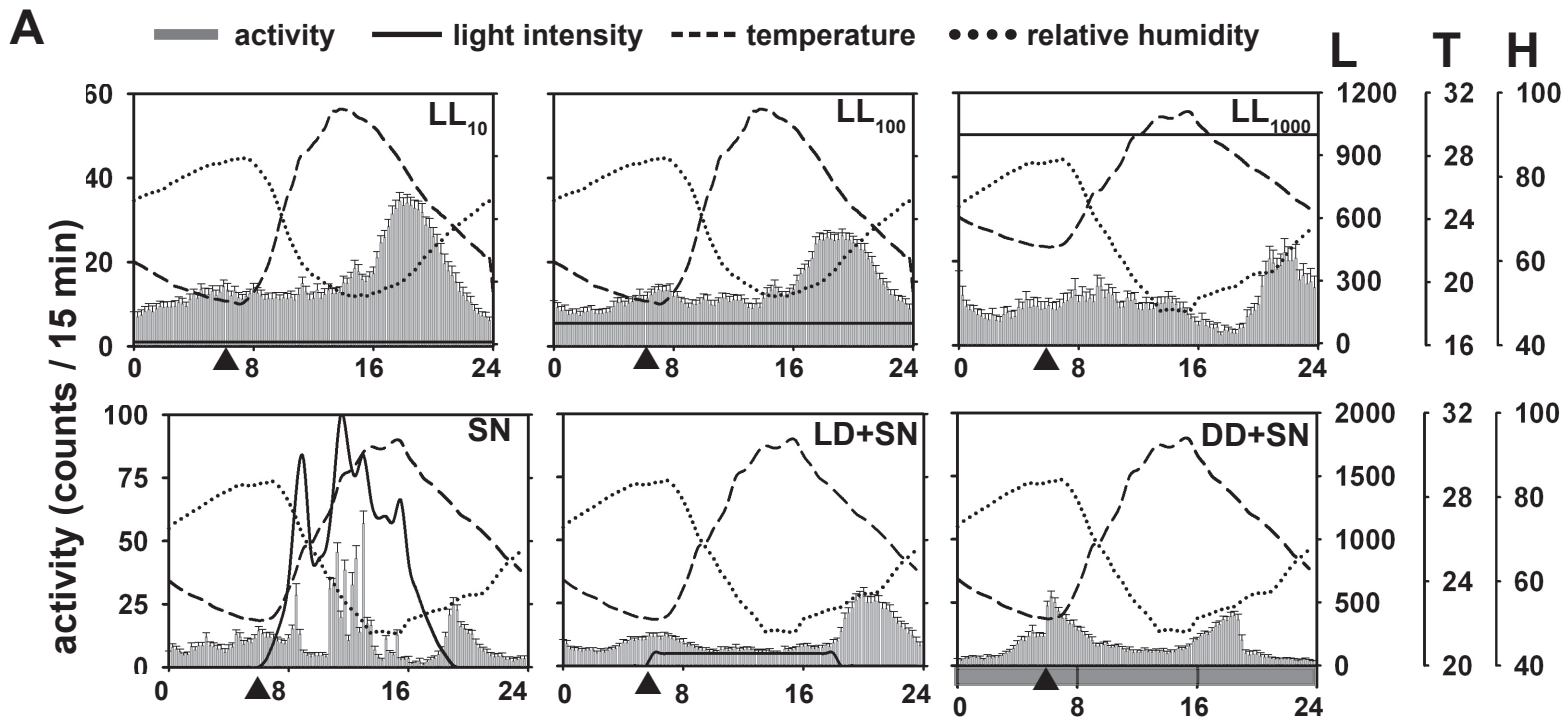 A
activity light intensity temperature relative humidity
L T H
activity (counts / 15 min)
60 LL10 LL100 LL1000 1200 32 100
40 900 28 80
20 600 24 60
0 300 20 40
0 16
0 8 16 24 0 8 16 24 0 8 16 24
100 SN LD+SN DD+SN 2000 32 100
75 1500 28 80
50 1000 24 60
25 500 20 40
0 0
0 8 16 24 0 8 16 24 0 8 16 24